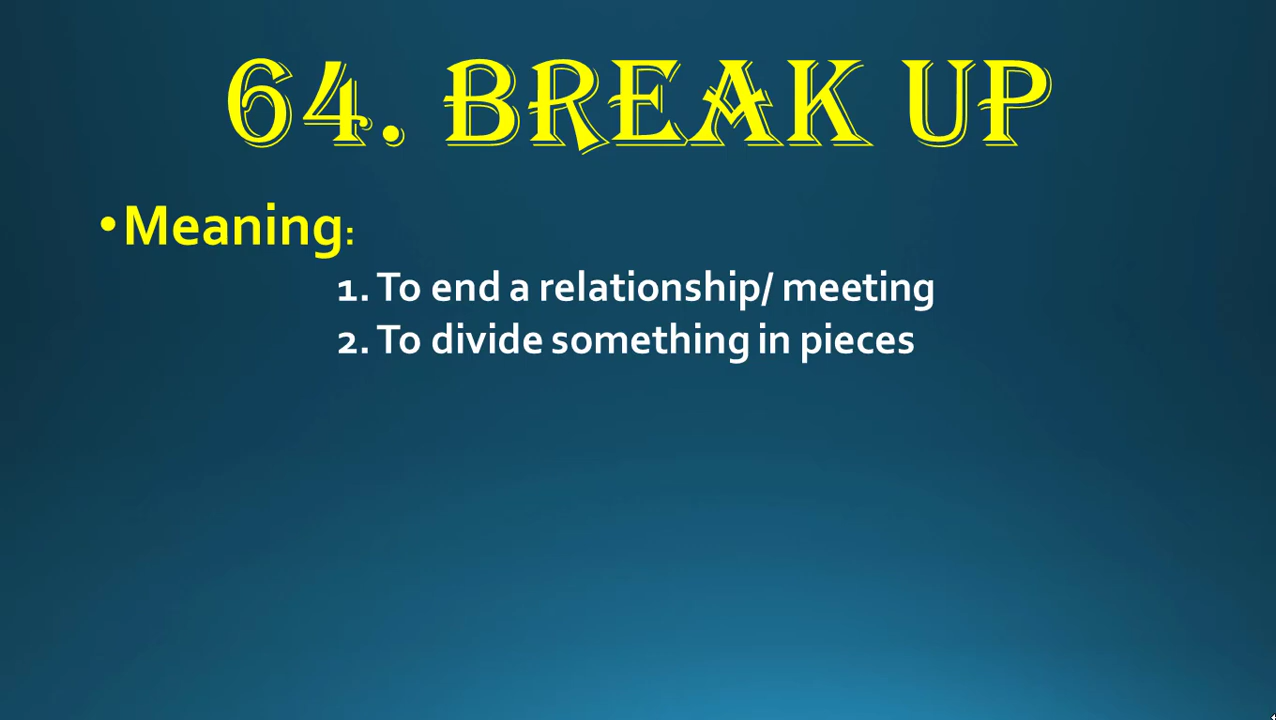 64. BREAK UP
•Meaning:
1. To end a relationship/ meeting
2. To divide something in pieces